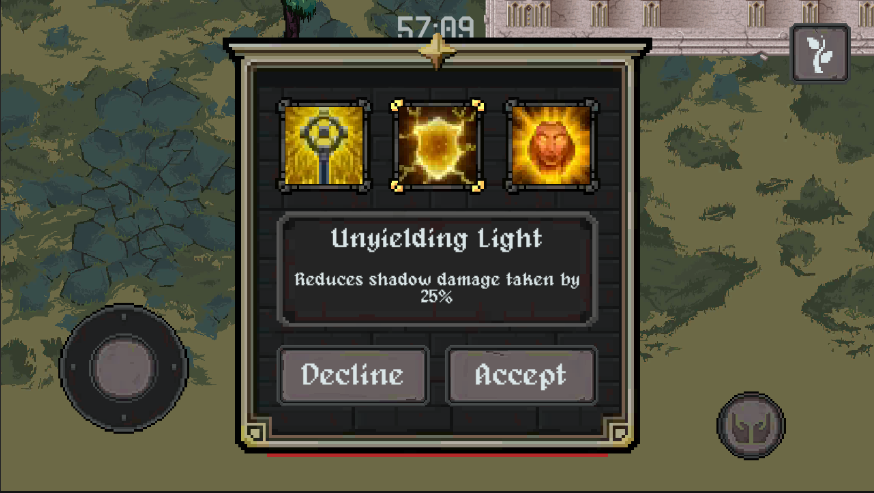 57:09
Unyielding Light
Reduces shadow damage taken by
25%
Decline
Accept